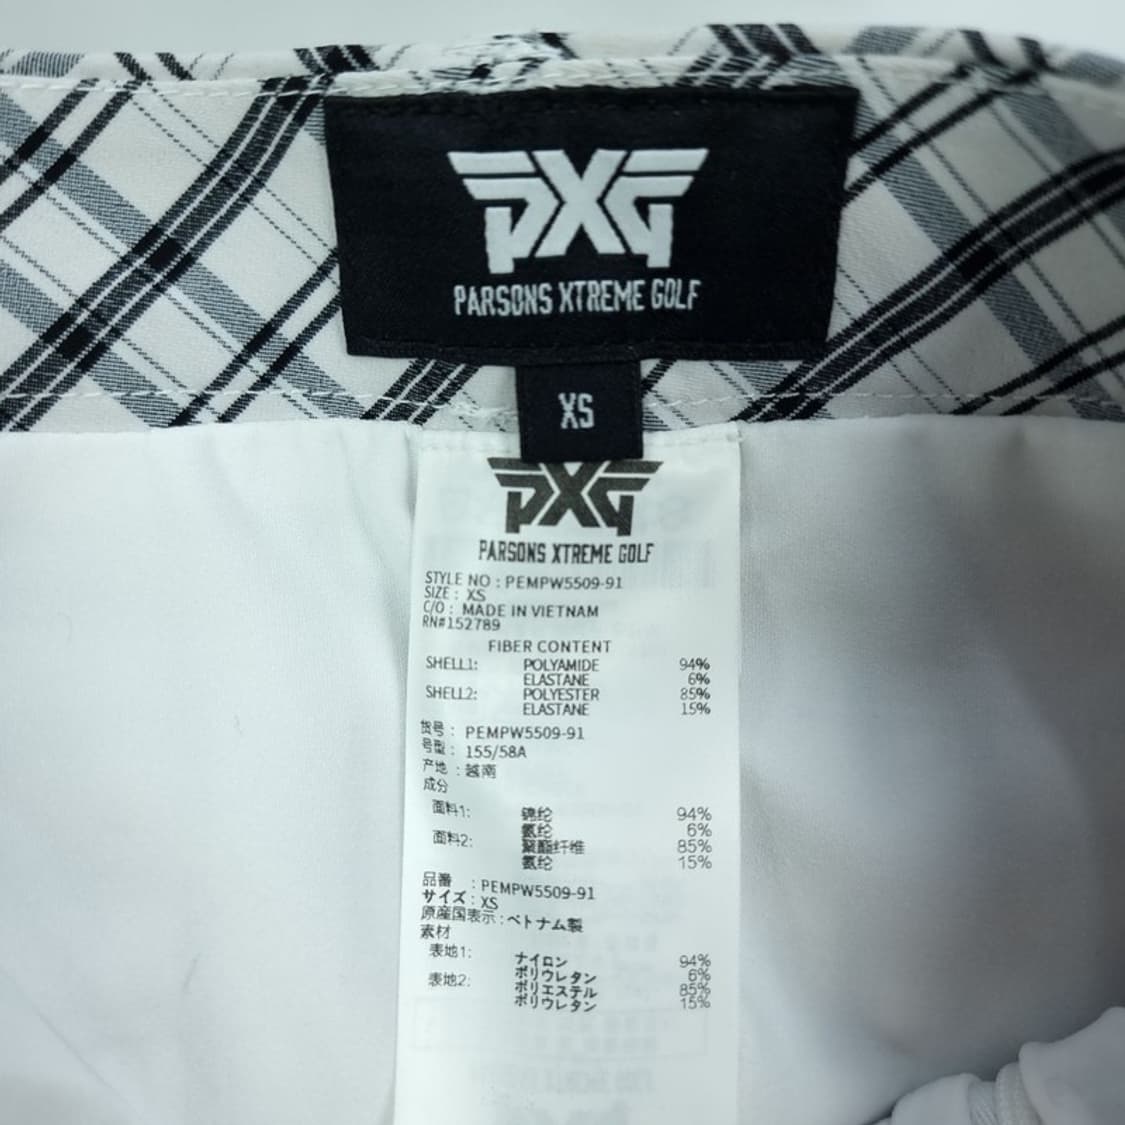 PXG
PARSONS XTREME GOLF
XS
PXG
PARSONS XTREME GOLF
STYLE NO : PEMPW5509-91
SIZE : XS
C/O : MADE IN VIETNAM
RN#152789
FIBER CONTENT
SHELL1: POLYAMIDE 94%
ELASTANE 6%
SHELL2: POLYESTER 85%
ELASTANE 15%
货号 : PEMPW5509-91
号型 : 155/58A
产地 : 越南
成分
面料1: 锦纶 94%
氨纶 6%
面料2: 聚酯纤维 85%
氨纶 15%
品番 : PEMPW5509-91
サイズ : XS
原産国表示 : ベトナム製
素材
表地1: ナイロン 94%
ポリウレタン 6%
表地2: ポリエステル 85%
ポリウレタン 15%